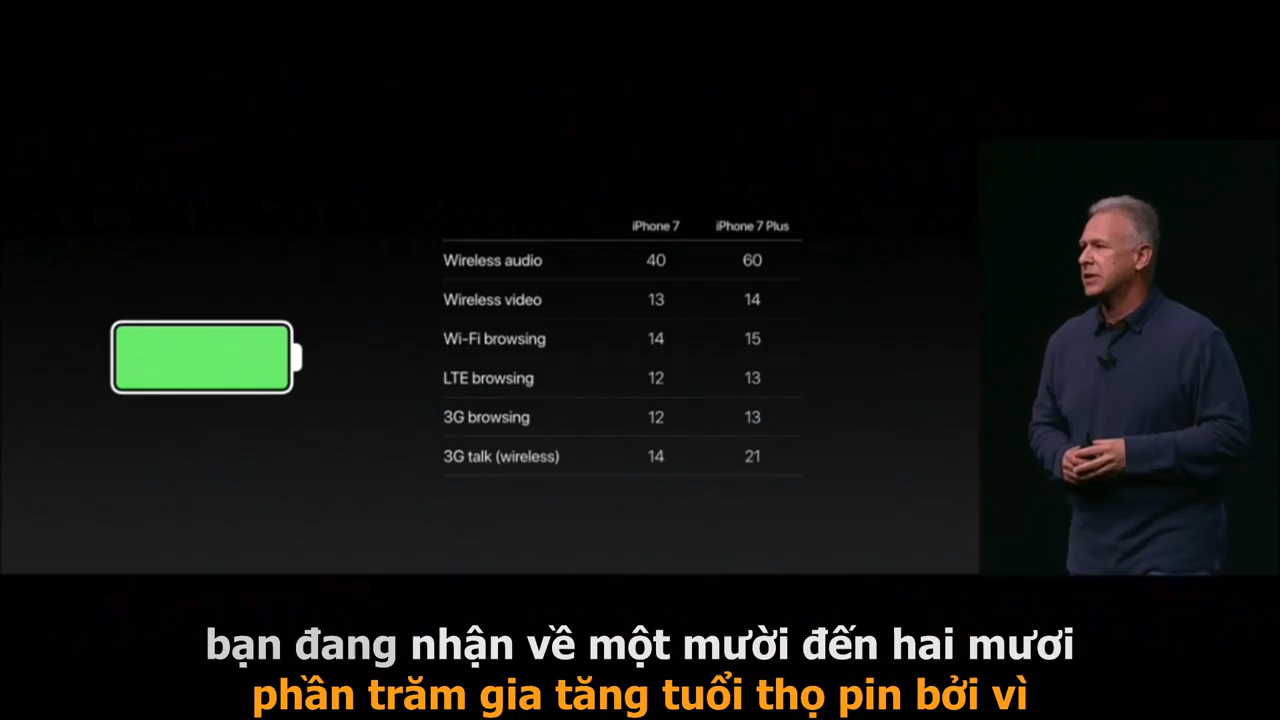 iPhone 7 iPhone 7 Plus
Wireless audio 40 60
Wireless video 13 14
Wi-Fi browsing 14 15
LTE browsing 12 13
3G browsing 12 13
3G talk (wireless) 14 21
bạn đang nhận về một mười đến hai mươi
phần trăm gia tăng tuổi thọ pin bởi vì